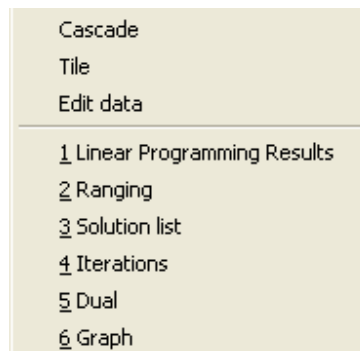 Cascade
Tile
Edit data
1 Linear Programming Results
2 Ranging
3 Solution list
4 Iterations
5 Dual
6 Graph